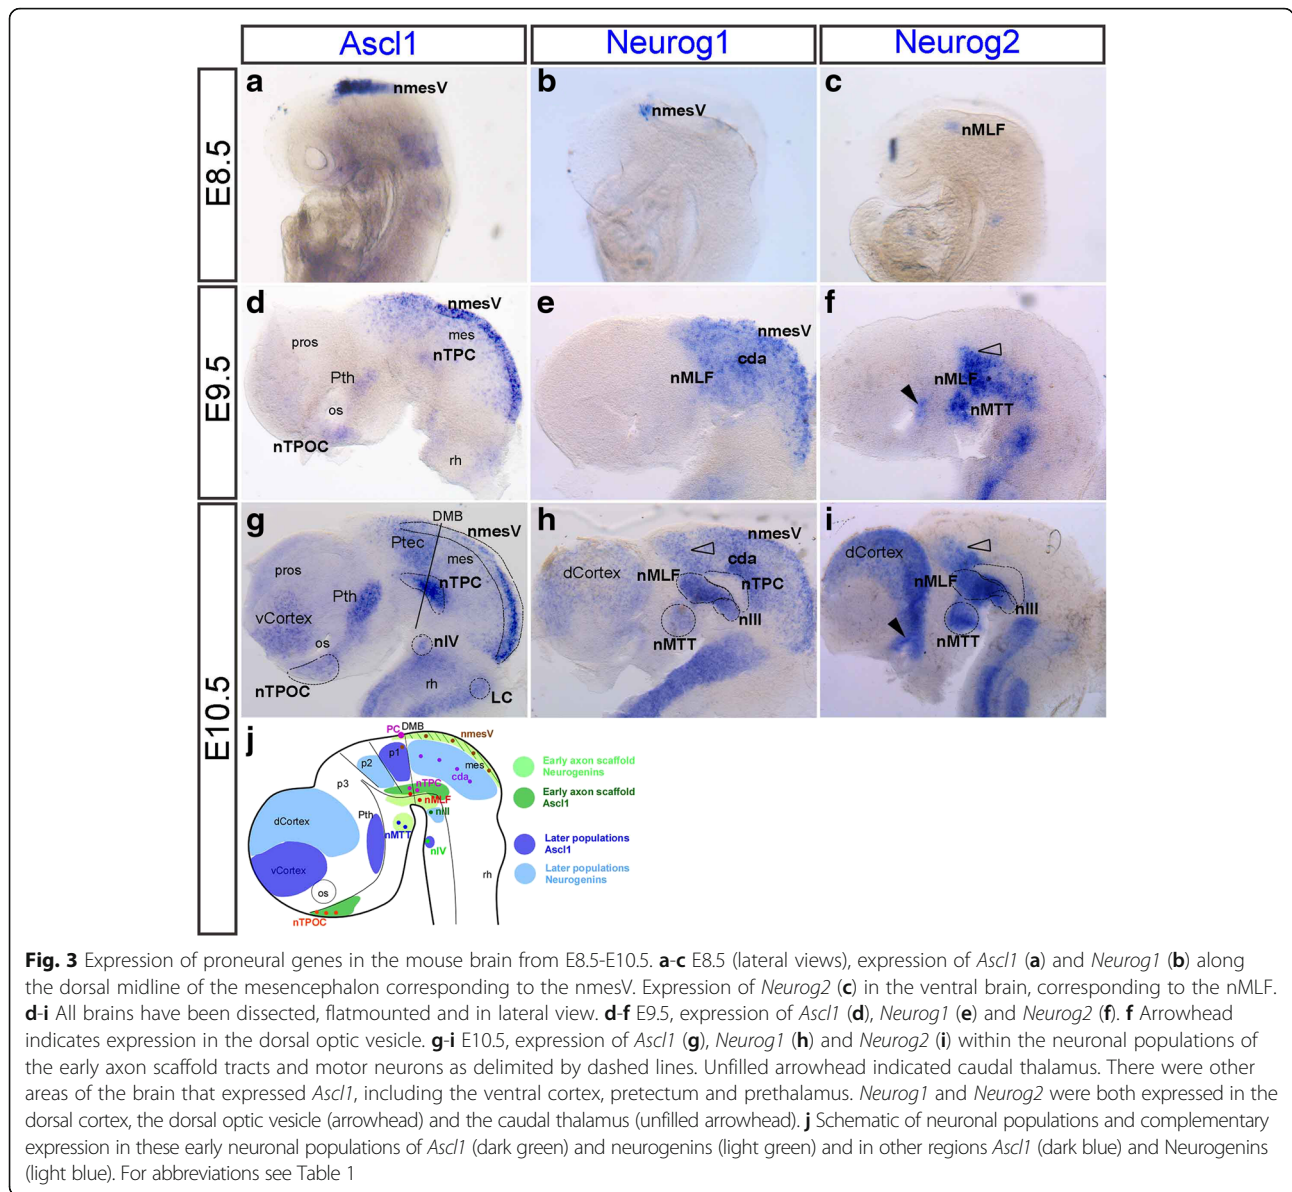 Ascl1 Neurog1 Neurog2
E8.5
a nmesV
b nmesV
c nMLF
E9.5
d nmesV
mes
pros
nTPC
Pth
os
nTPOC
rh
e nmesV
cda
nMLF
f
nMLF
nMTT
E10.5
g DMB
nmesV
Ptec
mes
pros
nTPC
Pth
vCortex
os
nIV
nTPOC
rh
LC
h nmesV
cda
dCortex
nMLF
nTPC
nIII
nMTT
i
dCortex
nMLF
nIII
nMTT
j
PC DMB
nmesV
p1
mes
p2
cda
p3
nTPC
nMLF
Pth
nIII
dCortex
nMTT
nIV
vCortex
rh
os
nTPOC
Early axon scaffold
Neurogenins
Early axon scaffold
Ascl1
Later populations
Ascl1
Later populations
Neurogenins
Fig. 3 Expression of proneural genes in the mouse brain from E8.5-E10.5. a-c E8.5 (lateral views), expression of Ascl1 (a) and Neurog1 (b) along
the dorsal midline of the mesencephalon corresponding to the nmesV. Expression of Neurog2 (c) in the ventral brain, corresponding to the nMLF.
d-i All brains have been dissected, flatmounted and in lateral view. d-f E9.5, expression of Ascl1 (d), Neurog1 (e) and Neurog2 (f). f Arrowhead
indicates expression in the dorsal optic vesicle. g-i E10.5, expression of Ascl1 (g), Neurog1 (h) and Neurog2 (i) within the neuronal populations of
the early axon scaffold tracts and motor neurons as delimited by dashed lines. Unfilled arrowhead indicated caudal thalamus. There were other
areas of the brain that expressed Ascl1, including the ventral cortex, pretectum and prethalamus. Neurog1 and Neurog2 were both expressed in the
dorsal cortex, the dorsal optic vesicle (arrowhead) and the caudal thalamus (unfilled arrowhead). j Schematic of neuronal populations and complementary
expression in these early neuronal populations of Ascl1 (dark green) and neurogenins (light green) and in other regions Ascl1 (dark blue) and Neurogenins
(light blue). For abbreviations see Table 1